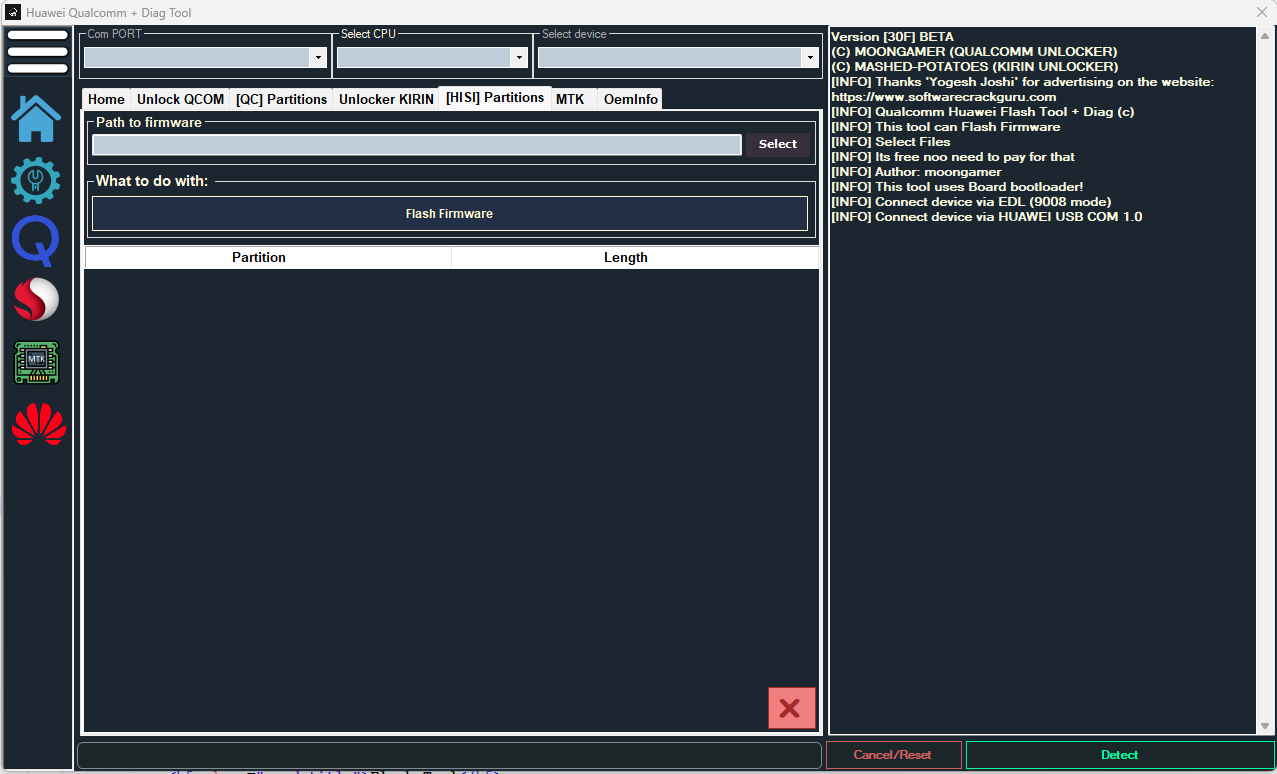 Huawei Qualcomm + Diag Tool
Com PORT
Select CPU
Select device
Home
Unlock QCOM
[QC] Partitions
Unlocker KIRIN
[HISI] Partitions
MTK
OemInfo
Path to firmware
Select
What to do with:
Flash Firmware
Partition
Length
MTK
Version [30F] BETA
(C) MOONGAMER (QUALCOMM UNLOCKER)
(C) MASHED-POTATOES (KIRIN UNLOCKER)
[INFO] Thanks 'Yogesh Joshi' for advertising on the website:
https://www.softwarecrackguru.com
[INFO] Qualcomm Huawei Flash Tool + Diag (c)
[INFO] This tool can Flash Firmware
[INFO] Select Files
[INFO] Its free noo need to pay for that
[INFO] Author: moongamer
[INFO] This tool uses Board bootloader!
[INFO] Connect device via EDL (9008 mode)
[INFO] Connect device via HUAWEI USB COM 1.0
Cancel/Reset
Detect